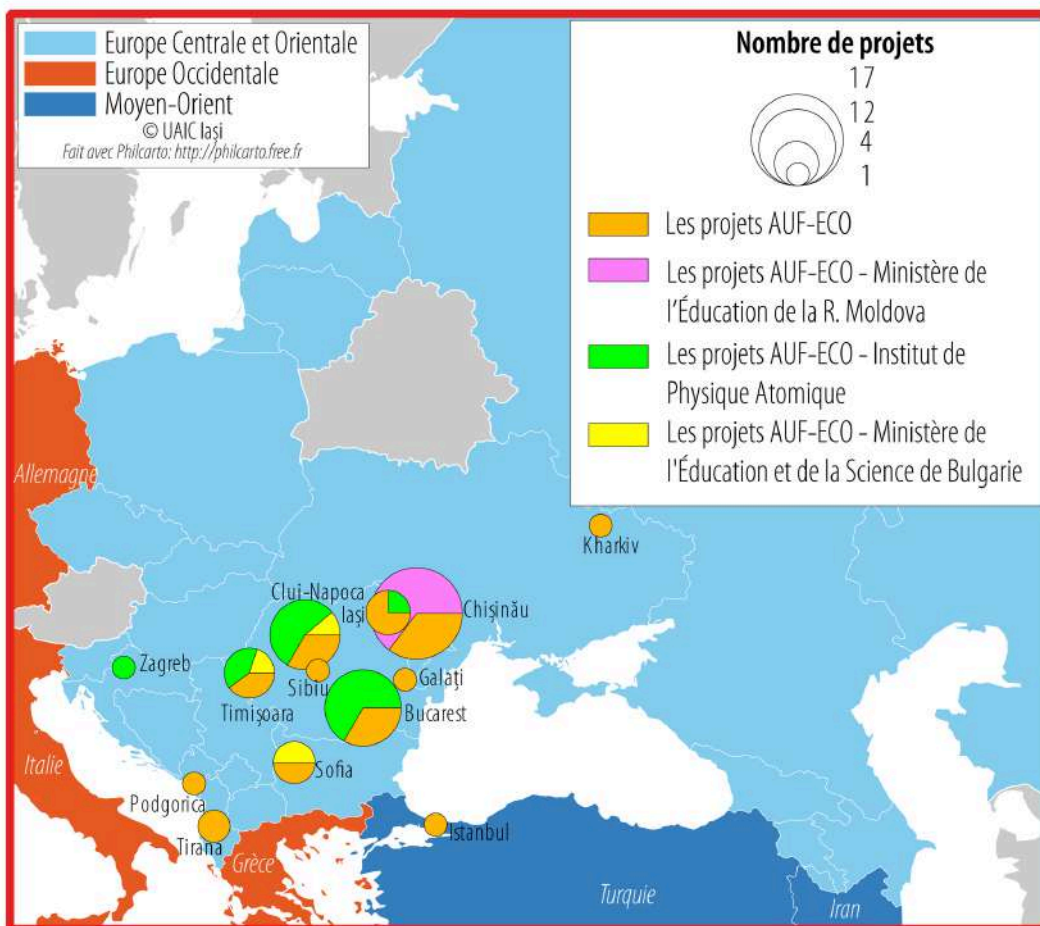 Europe Centrale et Orientale
Europe Occidentale
Moyen-Orient
© UAIC Iași
Fait avec Philcarto: http://philcarto.free.fr
Nombre de projets
17
12
4
1
Les projets AUF-ECO
Les projets AUF-ECO - Ministère de
l'Éducation de la R. Moldova
Les projets AUF-ECO - Institut de
Physique Atomique
Les projets AUF-ECO - Ministère de
l'Éducation et de la Science de Bulgarie
Allemagne
Kharkiv
Cluj-Napoca
Iași
Chișinău
Zagreb
Sibiu
Galați
Timișoara
Bucarest
Italie
Sofia
Podgorica
Tirana
Istanbul
Grèce
Turquie
Iran